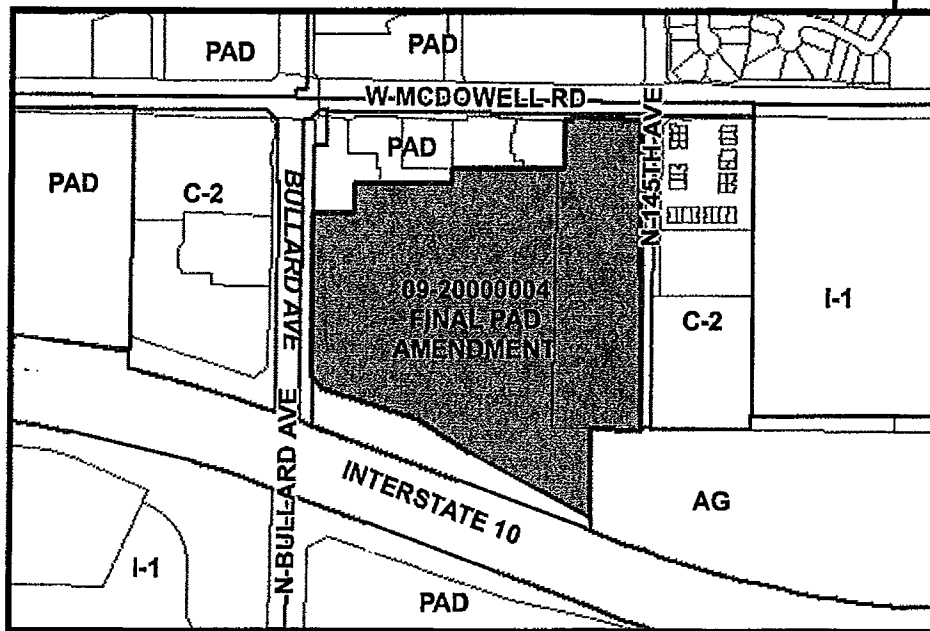 PAD
PAD
W MCDOWELL RD
PAD
C-2
BULLARD AVE
PAD
N 145TH AVE
09-20000004
FINAL PAD
AMENDMENT
C-2
I-1
N BULLARD AVE
INTERSTATE 10
AG
I-1
PAD